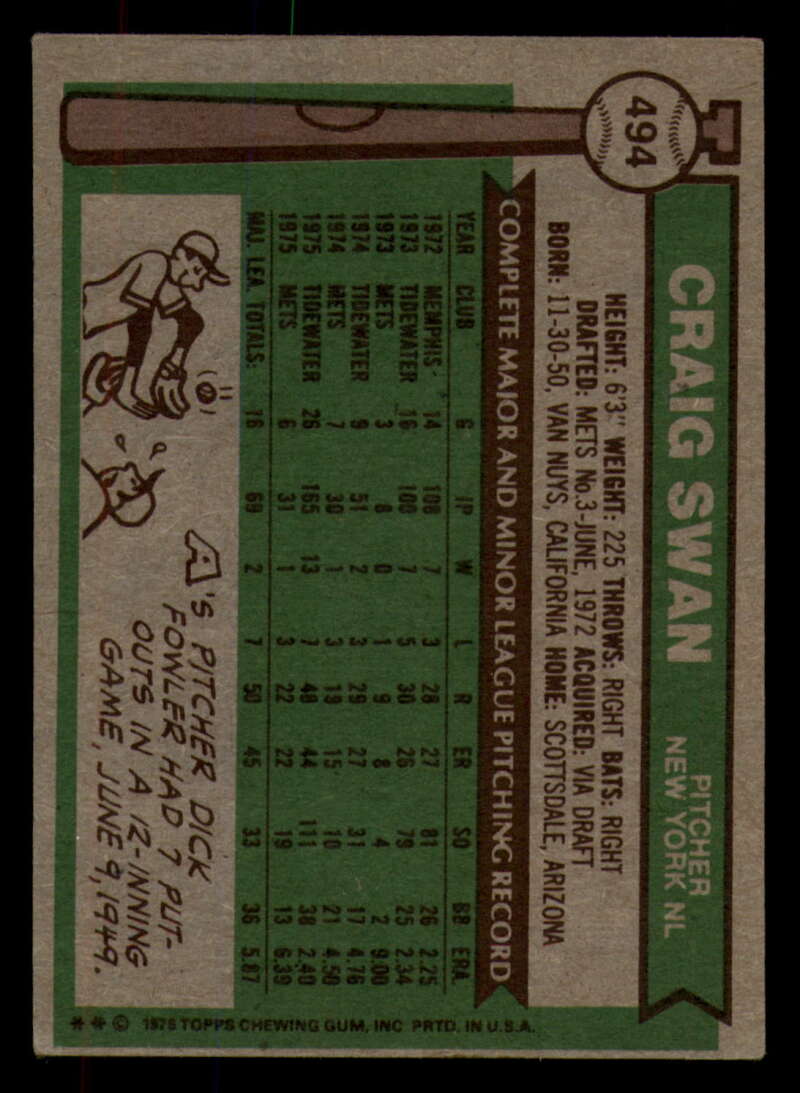 494
CRAIG SWAN
PITCHER
NEW YORK NL
HEIGHT: 6'3" WEIGHT: 225 THROWS: RIGHT BATS: RIGHT
DRAFTED: METS No.3-JUNE, 1972 ACQUIRED: VIA DRAFT
BORN: 11-30-50, VAN NUYS, CALIFORNIA HOME: SCOTTSDALE, ARIZONA
COMPLETE MAJOR AND MINOR LEAGUE PITCHING RECORD
YEAR CLUB G IP W L R ER SO BB ERA
1972 MEMPHIS 14 108 7 3 28 27 81 26 2.25
1973 TIDEWATER 16 100 7 5 30 26 79 25 2.34
1973 METS 3 8 0 1 9 8 4 2 9.00
1974 TIDEWATER 9 51 2 3 29 27 31 17 4.76
1974 METS 7 30 1 3 19 15 10 21 4.50
1975 TIDEWATER 26 165 13 7 48 44 111 38 2.40
1975 METS 6 31 1 3 22 22 19 13 6.39
MAJ. LEA. TOTALS: 16 69 2 7 50 45 33 36 5.87
A'S PITCHER DICK
FOWLER HAD 7 PUT-
OUTS IN A 12-INNING
GAME, JUNE 9, 1949.
** © 1976 TOPPS CHEWING GUM, INC PRTD. IN U.S.A.